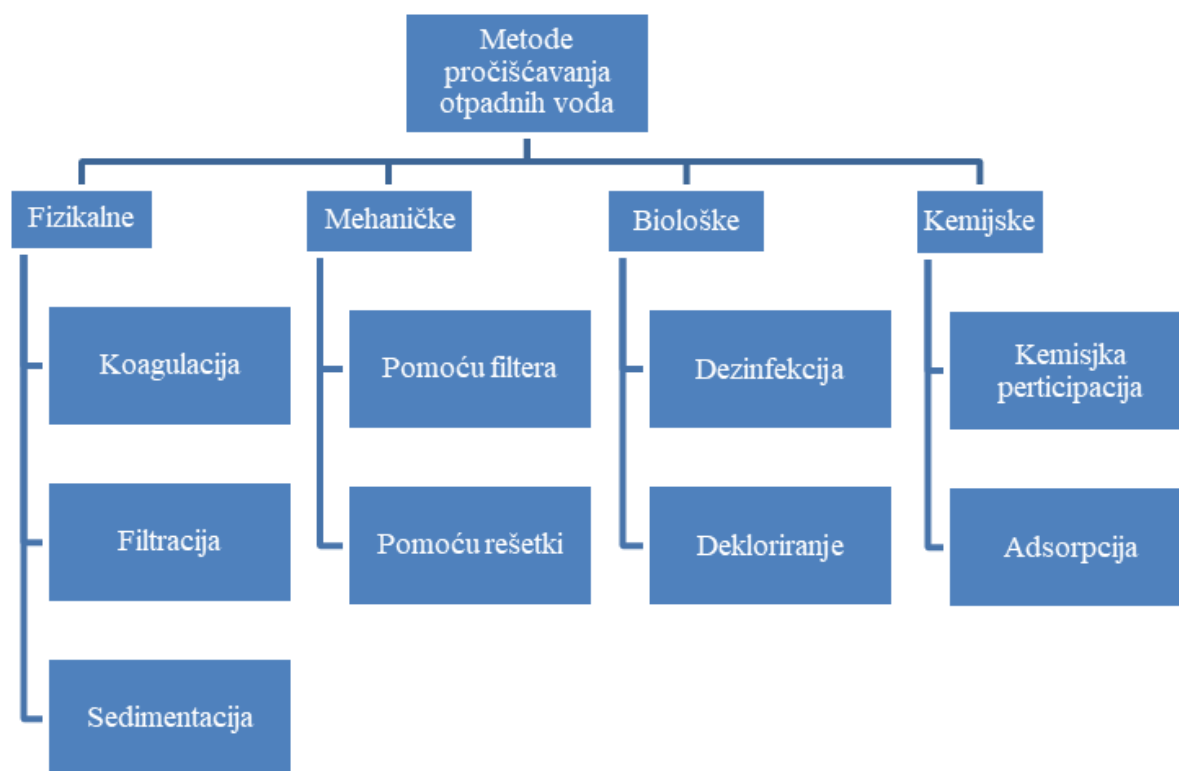 Metode
pročišćavanja
otpadnih voda
Fizikalne
Mehaničke
Biološke
Kemijske
Koagulacija
Pomoću filtera
Dezinfekcija
Kemisjka
perticipacija
Filtracija
Pomoću rešetki
Dekloriranje
Adsorpcija
Sedimentacija